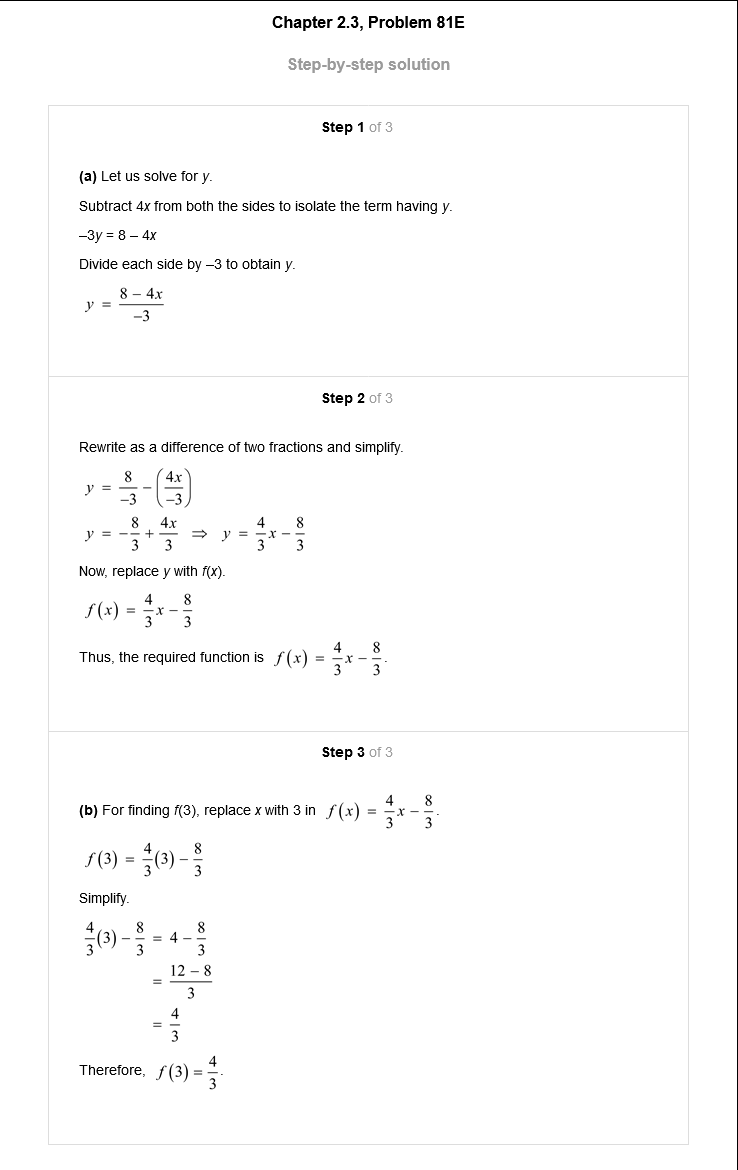 Chapter 2.3, Problem 81E
Step-by-step solution
Step 1 of 3
(a) Let us solve for y.
Subtract 4x from both the sides to isolate the term having y.
–3y = 8 – 4x
Divide each side by –3 to obtain y.
y = \frac{8 – 4x}{–3}
Step 2 of 3
Rewrite as a difference of two fractions and simplify.
y = \frac{8}{–3} – \left(\frac{4x}{–3}\right)
y = –\frac{8}{3} + \frac{4x}{3} ⇒ y = \frac{4}{3}x – \frac{8}{3}
Now, replace y with f(x).
f(x) = \frac{4}{3}x – \frac{8}{3}
Thus, the required function is f(x) = \frac{4}{3}x – \frac{8}{3}.
Step 3 of 3
(b) For finding f(3), replace x with 3 in f(x) = \frac{4}{3}x – \frac{8}{3}.
f(3) = \frac{4}{3}(3) – \frac{8}{3}
Simplify.
\frac{4}{3}(3) – \frac{8}{3} = 4 – \frac{8}{3}
= \frac{12 – 8}{3}
= \frac{4}{3}
Therefore, f(3) = \frac{4}{3}.